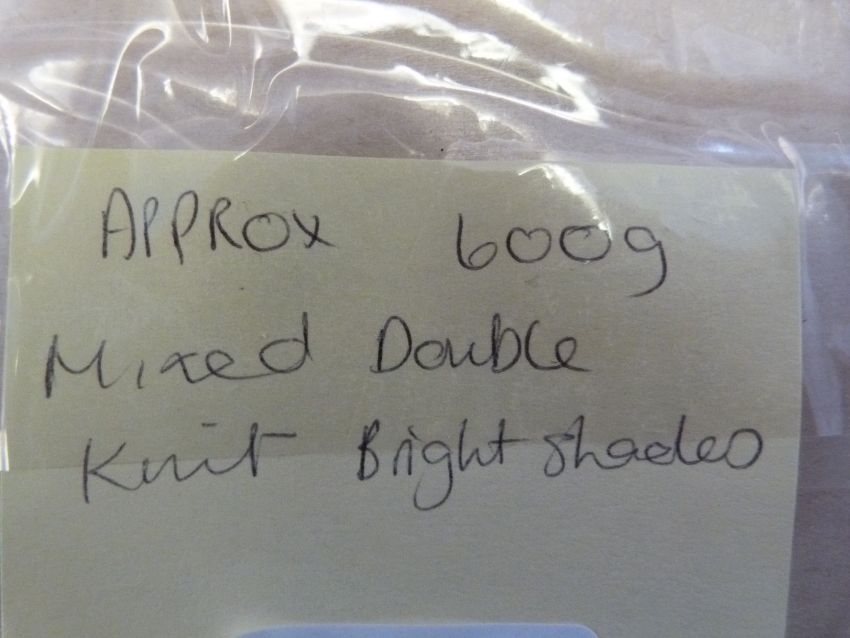 APPROX 600g
Mixed Double
Knit Bright shades